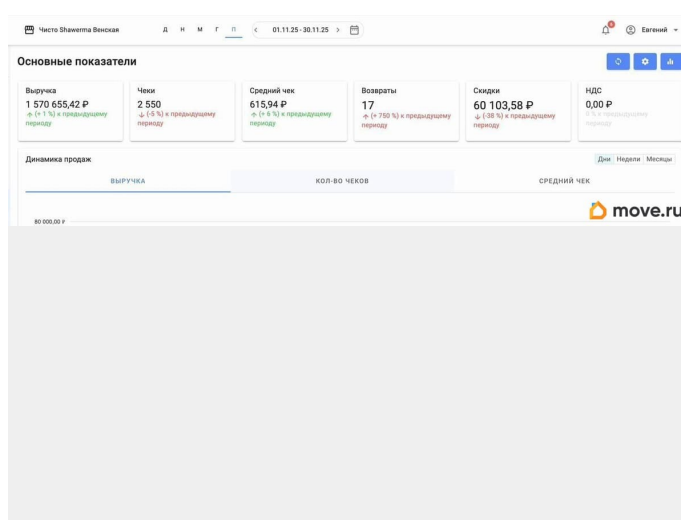 Чисто Shawerma Венская
Д Н М Г П
01.11.25 - 30.11.25
Евгений
Основные показатели
Выручка
1 570 655,42 ₽
(+ 1 %) к предыдущему
периоду
Чеки
2 550
(-5 %) к предыдущему
периоду
Средний чек
615,94 ₽
(+ 6 %) к предыдущему
периоду
Возвраты
17
(+ 750 %) к предыдущему
периоду
Скидки
60 103,58 ₽
(-38 %) к предыдущему
периоду
НДС
0,00 ₽
0 % к предыдущему
периоду
Динамика продаж
Дни Недели Месяцы
ВЫРУЧКА КОЛ-ВО ЧЕКОВ СРЕДНИЙ ЧЕК
80 000,00 ₽
move.ru